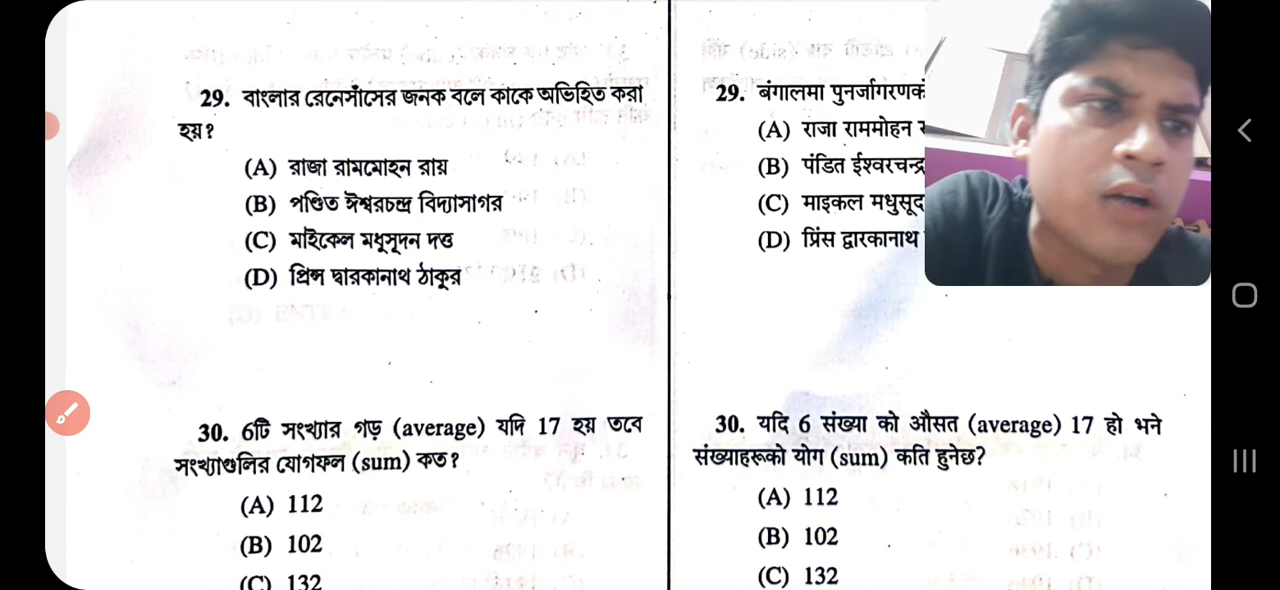 29. বাংলার রেনেসাঁসের জনক বলে কাকে অভিহিত করা
হয়?
(A) রাজা রামমোহন রায়
(B) পণ্ডিত ঈশ্বরচন্দ্র বিদ্যাসাগর
(C) মাইকেল মধুসূদন দত্ত
(D) প্রিন্স দ্বারকানাথ ঠাকুর
30. 6টি সংখ্যার গড় (average) যদি 17 হয় তবে
সংখ্যাগুলির যোগফল (sum) কত?
(A) 112
(B) 102
(C) 132
29. बंगालमा पुनर्जागरणको
(A) राजा राममोहन
(B) पंडित ईश्वरचन्द्र
(C) माइकल मधुसूद
(D) प्रिंस द्वारकानाथ
30. यदि 6 संख्या को औसत (average) 17 हो भने
संख्याहरूको योग (sum) कति हुनेछ?
(A) 112
(B) 102
(C) 132